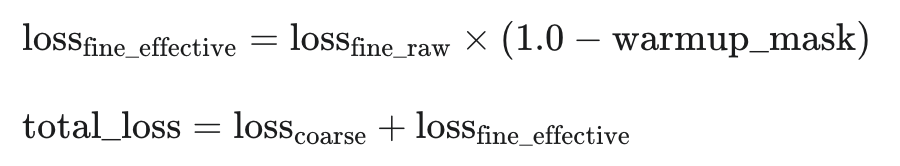 loss_fine_effective = loss_fine_raw × (1.0 − warmup_mask)
total_loss = loss_coarse + loss_fine_effective